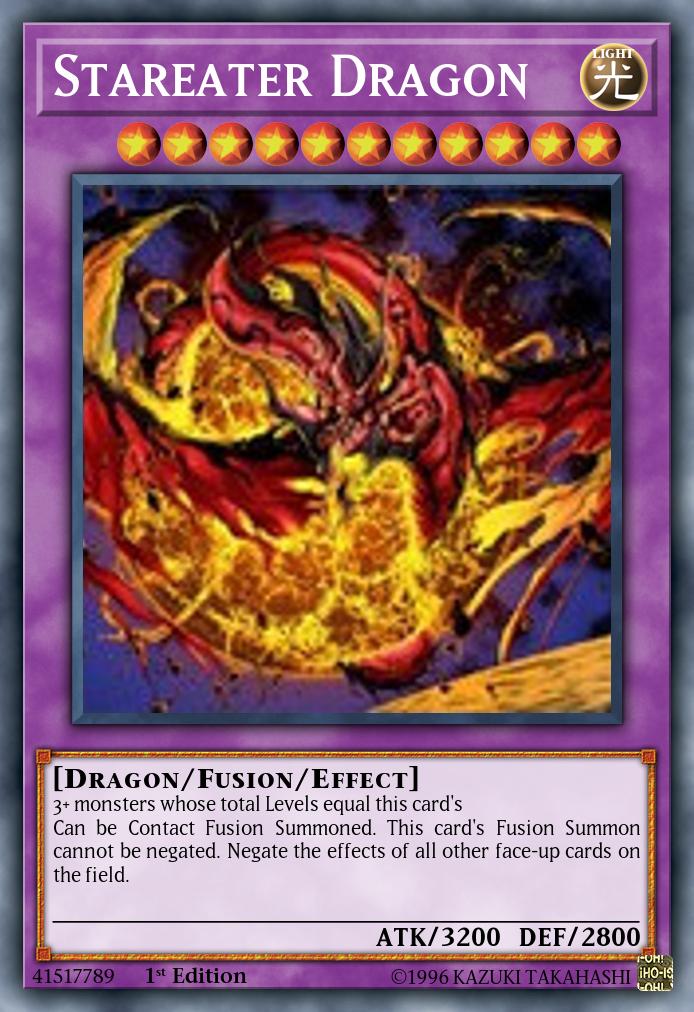 STAREATER DRAGON
LIGHT
光
[DRAGON/FUSION/EFFECT]
3+ monsters whose total Levels equal this card's
Can be Contact Fusion Summoned. This card's Fusion Summon
cannot be negated. Negate the effects of all other face-up cards on
the field.
ATK/3200 DEF/2800
41517789 1st Edition ©1996 KAZUKI TAKAHASHI